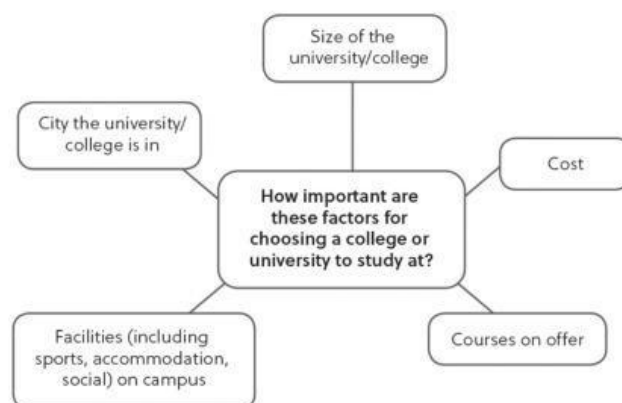 Size of the
university/college
City the university/
college is in
Cost
How important are
these factors for
choosing a college or
university to study at?
Facilities (including
sports, accommodation,
social) on campus
Courses on offer